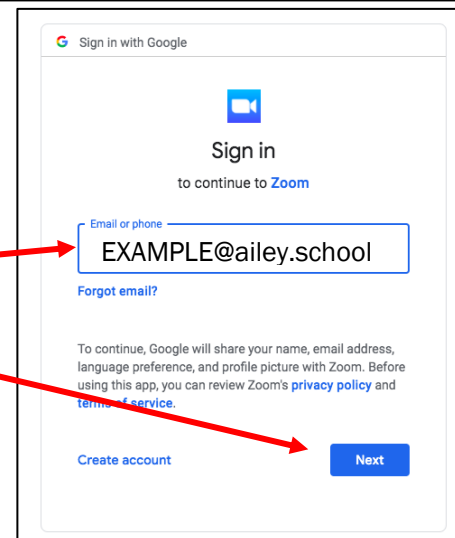 Sign in with Google
Sign in
to continue to Zoom
Email or phone
EXAMPLE@ailey.school
Forgot email?
To continue, Google will share your name, email address,
language preference, and profile picture with Zoom. Before
using this app, you can review Zoom's privacy policy and
terms of service.
Create account
Next